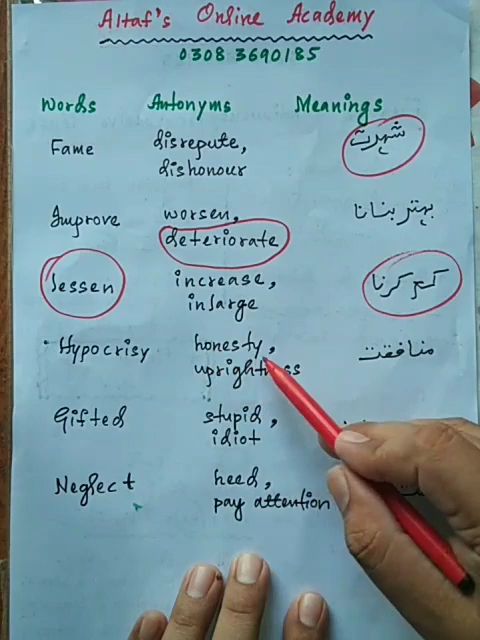 Altaf's Online Academy
0308 3690185
Words Antonyms Meanings
Fame disrepute, شہرت
dishonour
Improve worsen, بہتر بنانا
deteriorate
lessen increase, کم کرنا
inlarge
Hypocrisy honesty, منافقت
uprightness
Gifted stupid,
idiot
Neglect heed,
pay attention